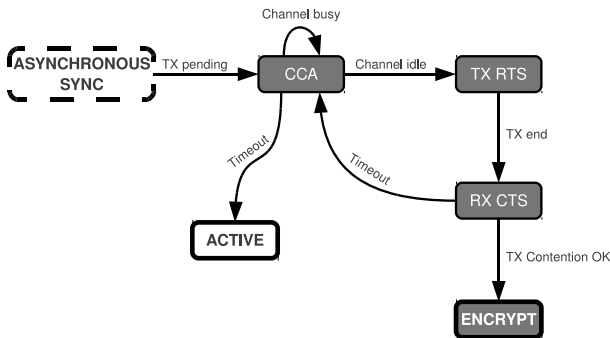 Channel busy
ASYNCHRONOUS
SYNC
TX pending
CCA
Channel idle
TX RTS
TX end
Timeout
Timeout
RX CTS
ACTIVE
TX Contention OK
ENCRYPT